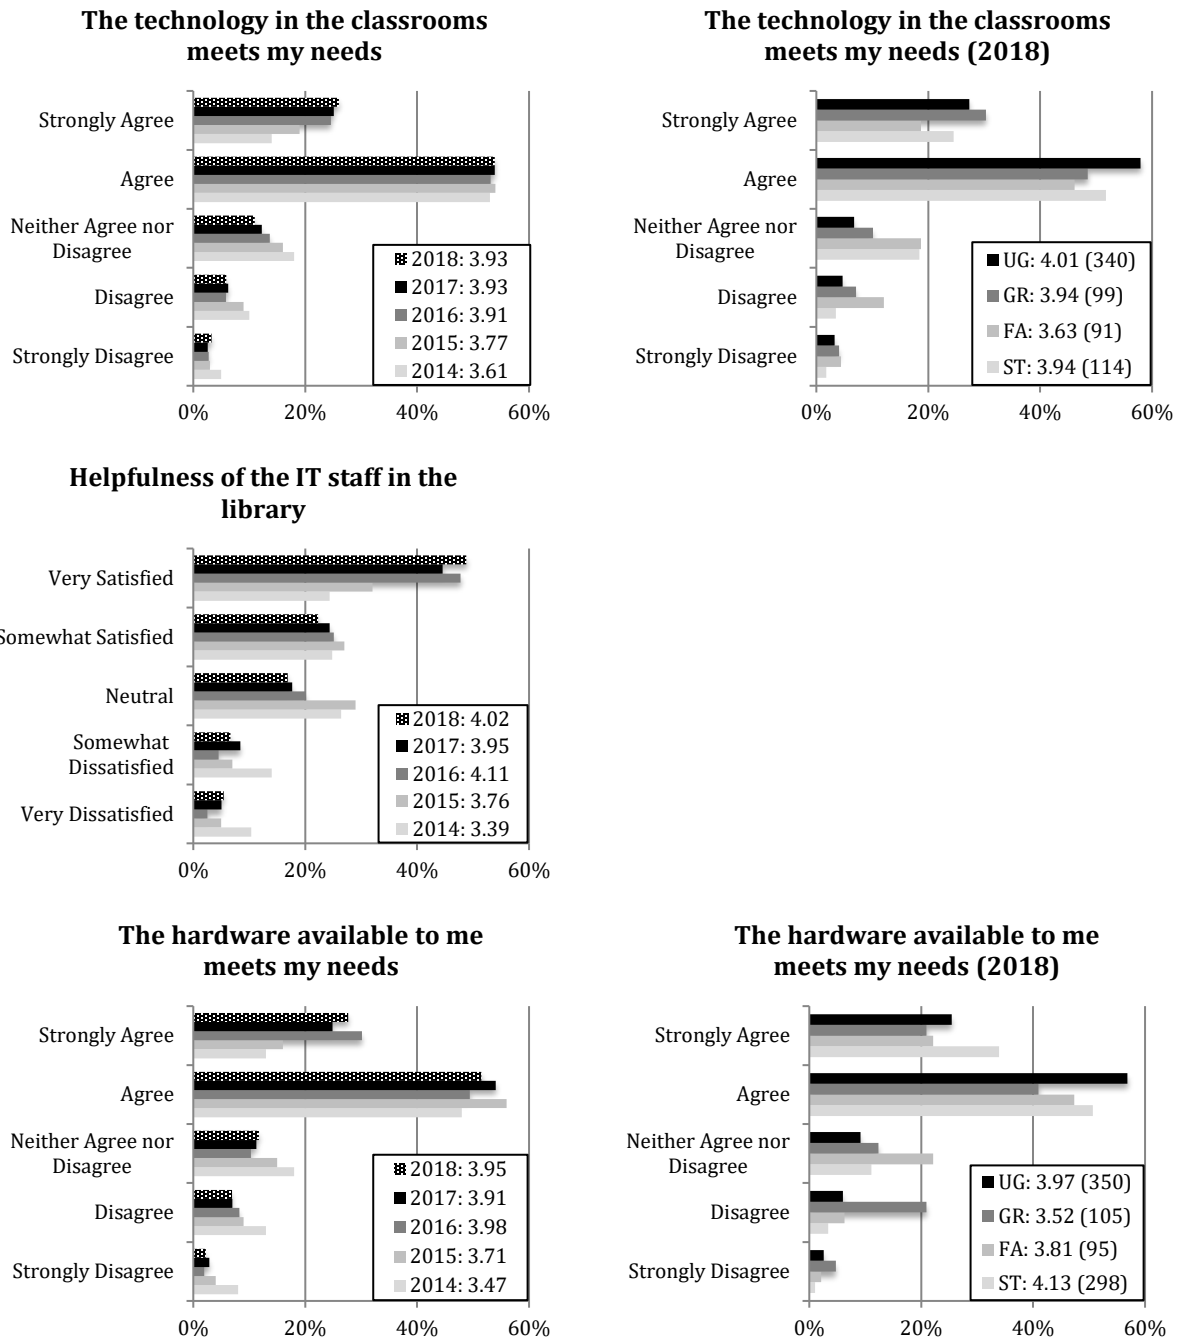 The technology in the classrooms
meets my needs
Strongly Agree
Agree
Neither Agree nor
Disagree
Disagree
Strongly Disagree
2018: 3.93
2017: 3.93
2016: 3.91
2015: 3.77
2014: 3.61
0%
20%
40%
60%
The technology in the classrooms
meets my needs (2018)
Strongly Agree
Agree
Neither Agree nor
Disagree
Disagree
Strongly Disagree
UG: 4.01 (340)
GR: 3.94 (99)
FA: 3.63 (91)
ST: 3.94 (114)
0%
20%
40%
60%
Helpfulness of the IT staff in the
library
Very Satisfied
Somewhat Satisfied
Neutral
Somewhat
Dissatisfied
Very Dissatisfied
2018: 4.02
2017: 3.95
2016: 4.11
2015: 3.76
2014: 3.39
0%
20%
40%
60%
The hardware available to me
meets my needs
Strongly Agree
Agree
Neither Agree nor
Disagree
Disagree
Strongly Disagree
2018: 3.95
2017: 3.91
2016: 3.98
2015: 3.71
2014: 3.47
0%
20%
40%
60%
The hardware available to me
meets my needs (2018)
Strongly Agree
Agree
Neither Agree nor
Disagree
Disagree
Strongly Disagree
UG: 3.97 (350)
GR: 3.52 (105)
FA: 3.81 (95)
ST: 4.13 (298)
0%
20%
40%
60%